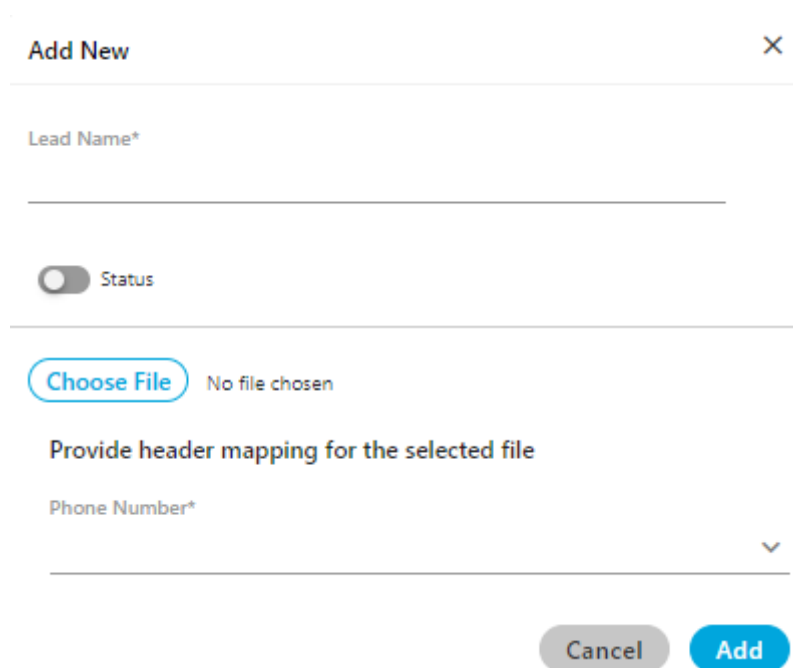 Add New
Lead Name*
Status
Choose File No file chosen
Provide header mapping for the selected file
Phone Number*
Cancel Add